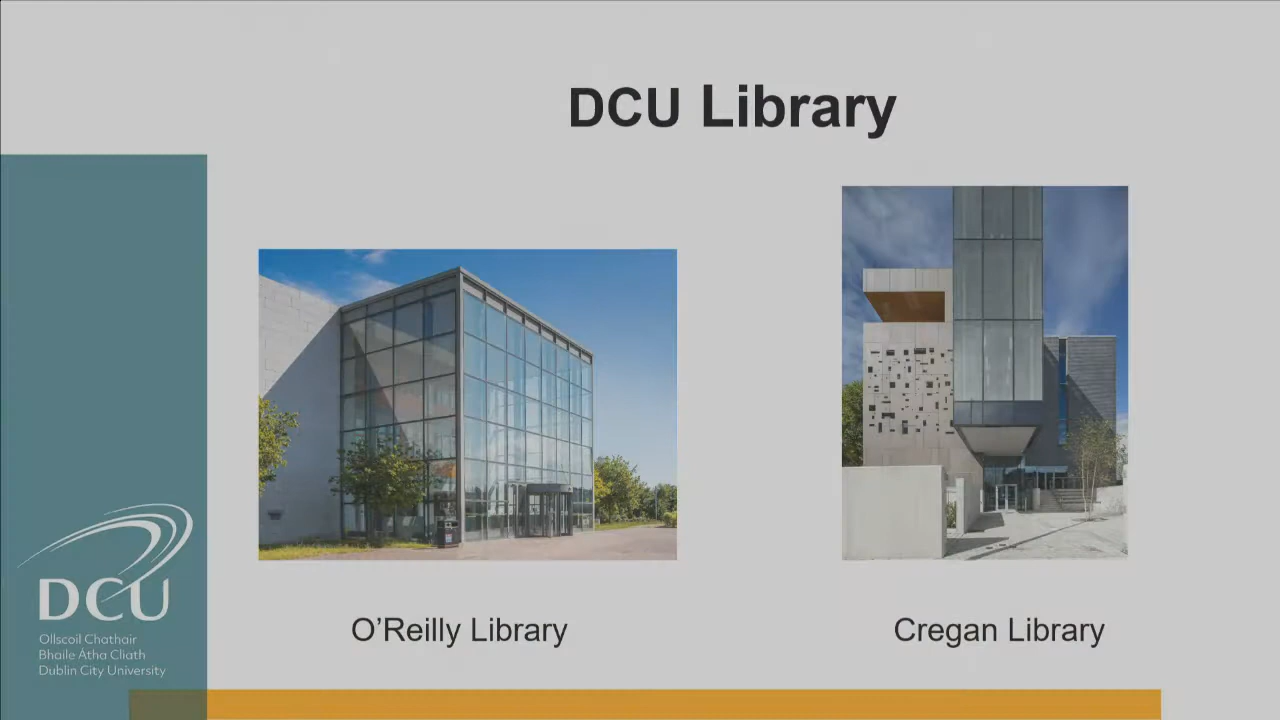 DCU Library
O’Reilly Library
Cregan Library
DCU
Ollscoil Chathair
Bhaile Átha Cliath
Dublin City University